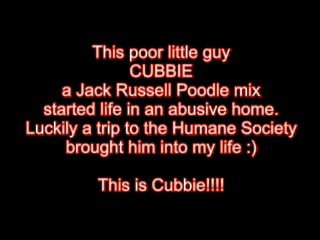 This poor little guy
CUBBIE
a Jack Russell Poodle mix
started life in an abusive home.
Luckily a trip to the Humane Society
brought him into my life :)
This is Cubbie!!!!